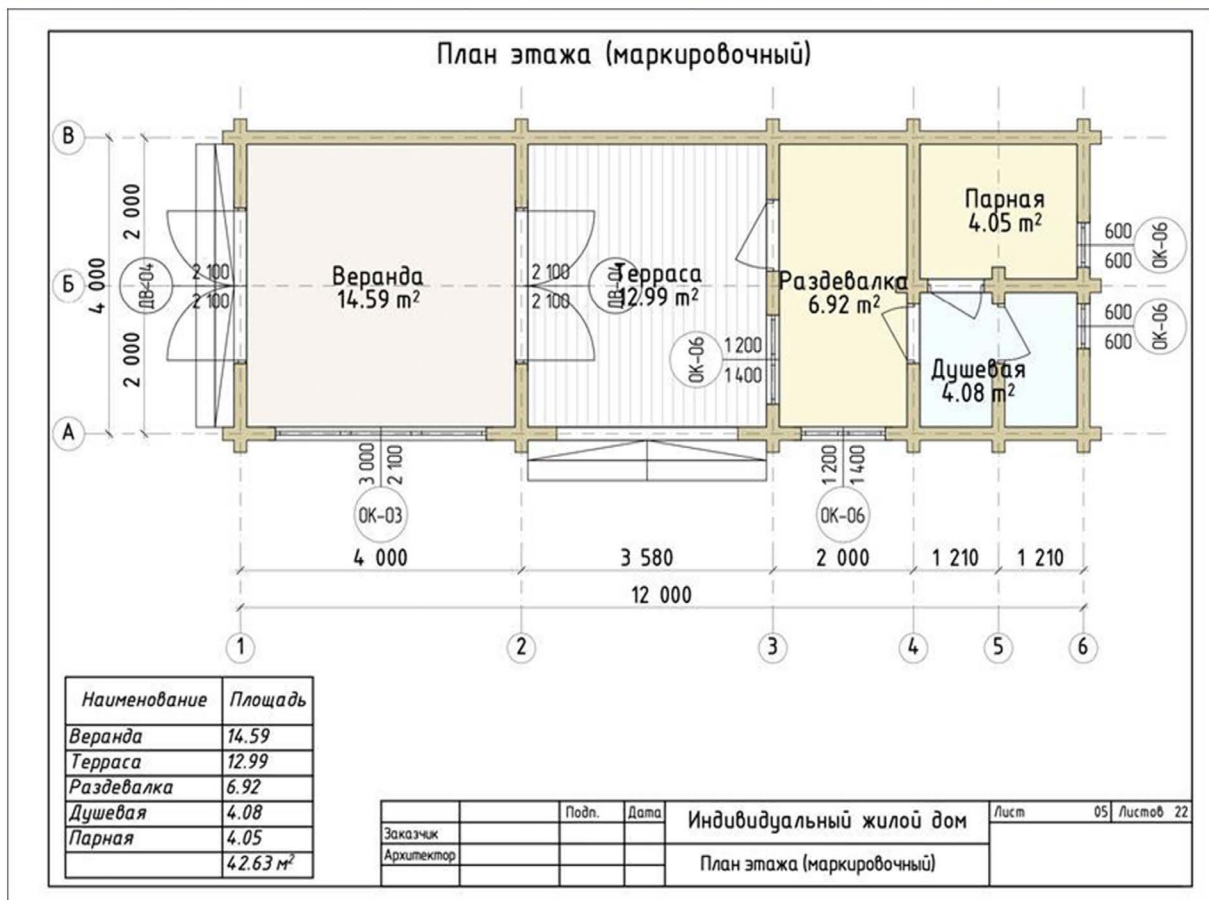 План этажа (маркировочный)
В
Б
А
2 000
2 000
4 000
ДВ-04
2 100
2 100
Веранда
14.59 m²
2 100
2 100
ДВ-04
Терраса
12.99 m²
ОК-06
1 200
1 400
Раздевалка
6.92 m²
Парная
4.05 m²
600
600
ОК-06
600
600
ОК-06
Душевая
4.08 m²
3 000
2 100
ОК-03
1 200
1 400
ОК-06
4 000
3 580
2 000
1 210
1 210
12 000
1
2
3
4
5
6
Наименование Площадь
Веранда 14.59
Терраса 12.99
Раздевалка 6.92
Душевая 4.08
Парная 4.05
42.63 м²
Подп. Дата
Заказчик
Архитектор
Индивидуальный жилой дом
План этажа (маркировочный)
Лист 05 Листов 22